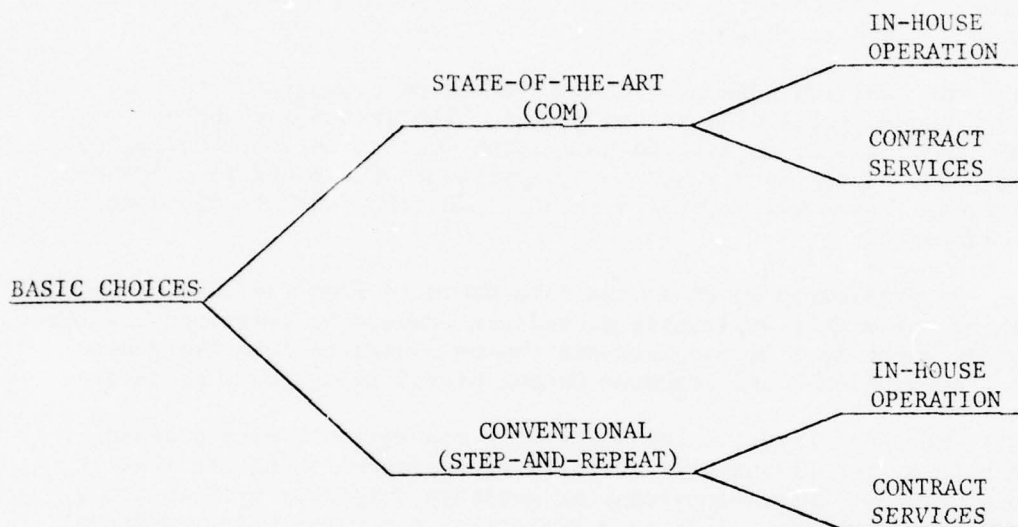 IN-HOUSE
OPERATION
STATE-OF-THE-ART
(COM)
CONTRACT
SERVICES
BASIC CHOICES
IN-HOUSE
OPERATION
CONVENTIONAL
(STEP-AND-REPEAT)
CONTRACT
SERVICES